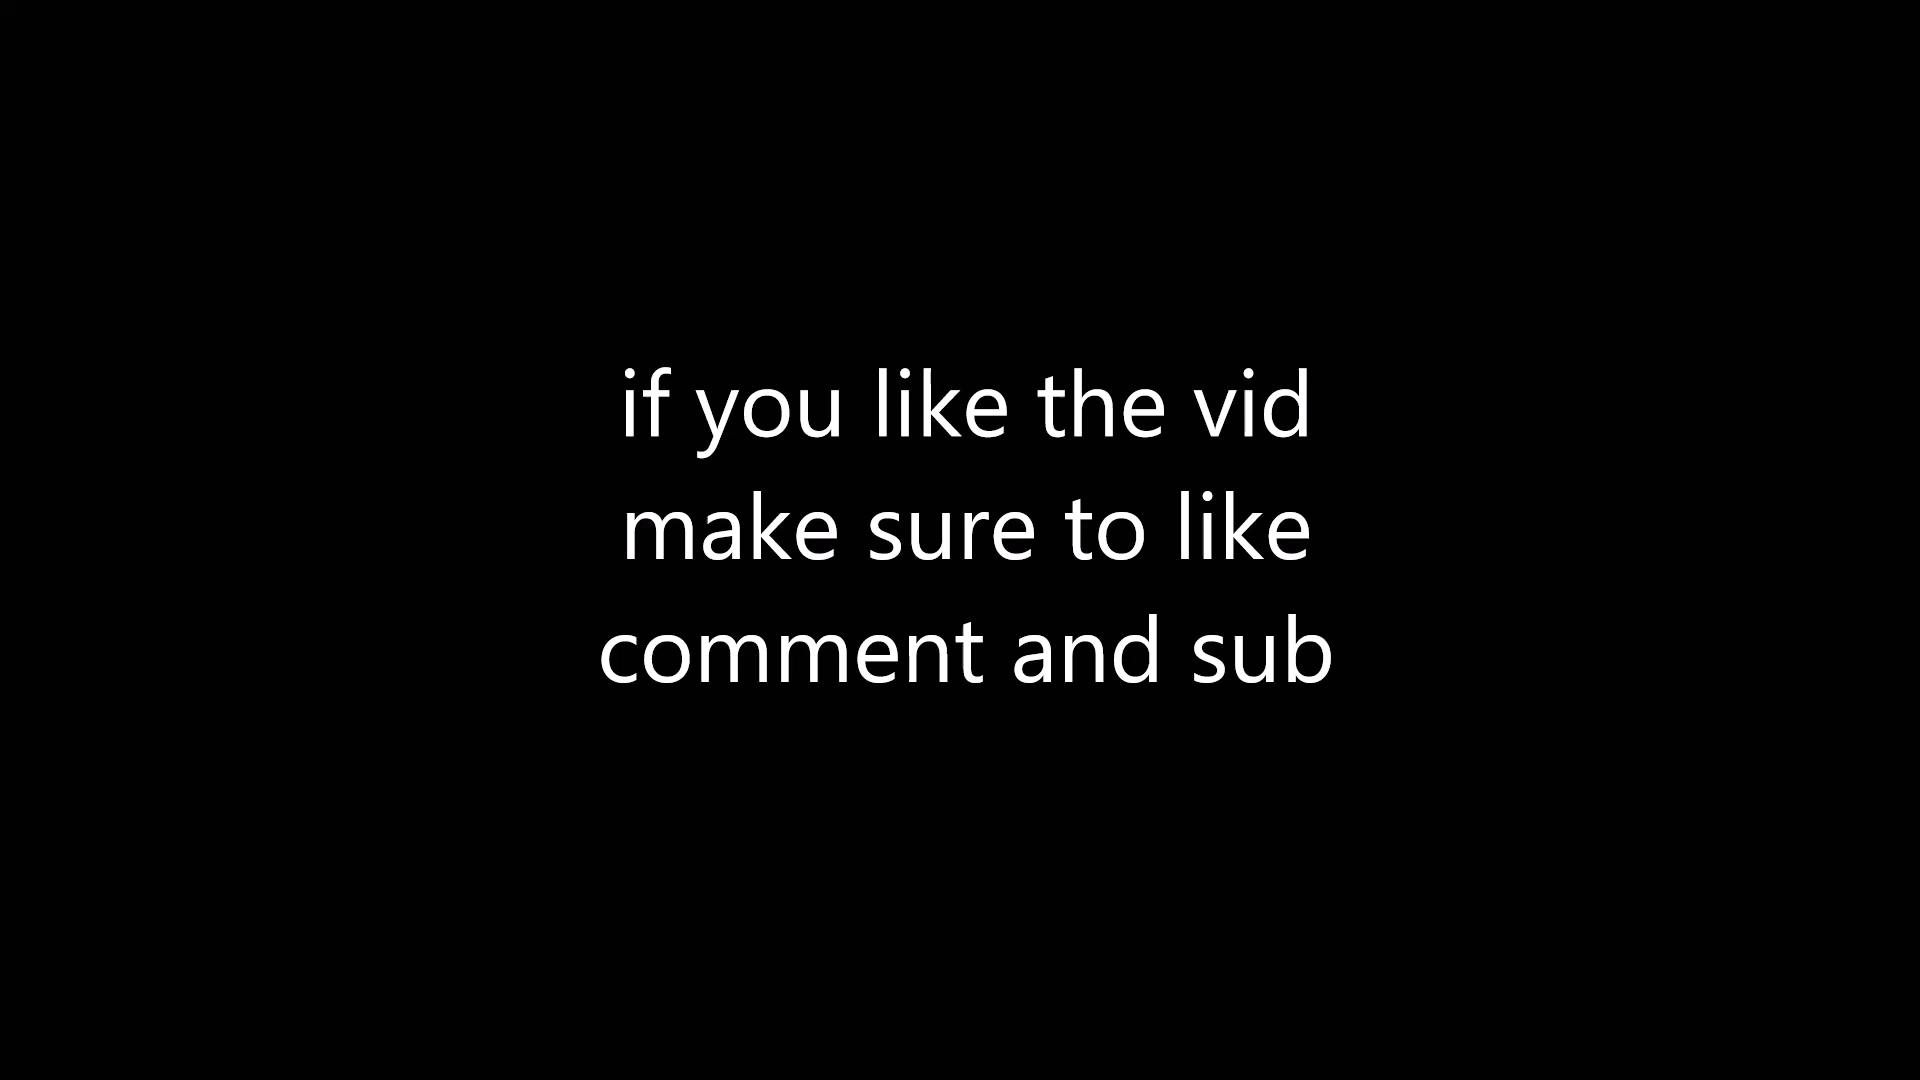 if you like the vid
make sure to like
comment and sub